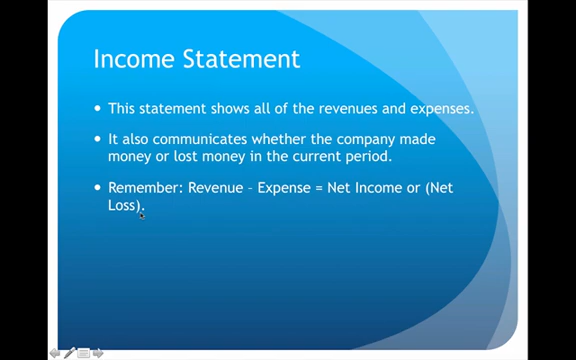 Income Statement
• This statement shows all of the revenues and expenses.
• It also communicates whether the company made
money or lost money in the current period.
• Remember: Revenue – Expense = Net Income or (Net
Loss).